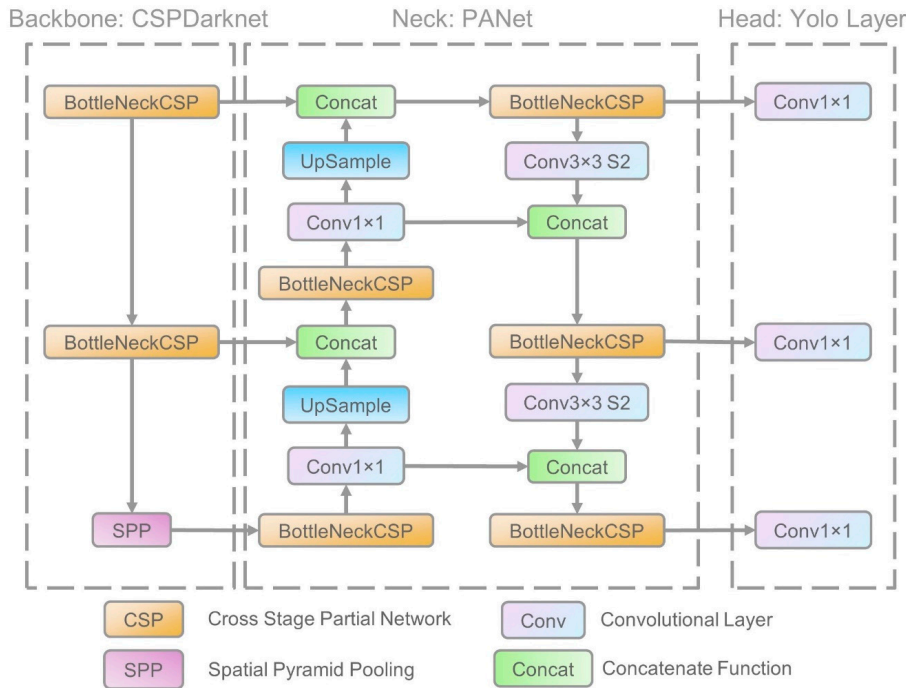 Backbone: CSPDarknet Neck: PANet Head: Yolo Layer
BottleNeckCSP Concat BottleNeckCSP Conv1×1
UpSample Conv3×3 S2
Conv1×1 Concat
BottleNeckCSP
BottleNeckCSP Concat BottleNeckCSP Conv1×1
UpSample Conv3×3 S2
Conv1×1 Concat
SPP BottleNeckCSP BottleNeckCSP Conv1×1
CSP Cross Stage Partial Network Conv Convolutional Layer
SPP Spatial Pyramid Pooling Concat Concatenate Function